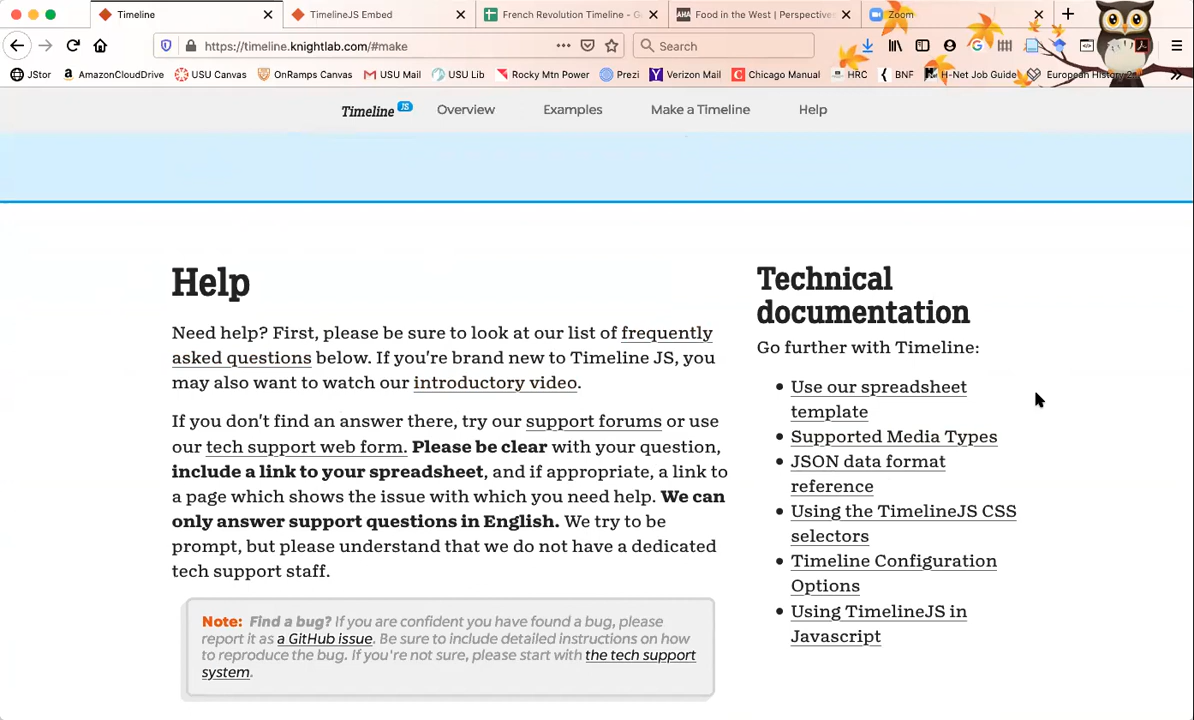 Timeline
TimelineJS Embed
French Revolution Timeline - G
Food in the West | Perspectives
Zoom
https://timeline.knightlab.com/#make
Search
JStor
AmazonCloudDrive
USU Canvas
OnRamps Canvas
USU Mail
USU Lib
Rocky Mtn Power
Prezi
Verizon Mail
Chicago Manual
HRC
BNF
H-Net Job Guide
European History
Timeline JS
Overview
Examples
Make a Timeline
Help
Help
Need help? First, please be sure to look at our list of frequently
asked questions below. If you're brand new to Timeline JS, you
may also want to watch our introductory video.
If you don't find an answer there, try our support forums or use
our tech support web form. Please be clear with your question,
include a link to your spreadsheet, and if appropriate, a link to
a page which shows the issue with which you need help. We can
only answer support questions in English. We try to be
prompt, but please understand that we do not have a dedicated
tech support staff.
Note: Find a bug? If you are confident you have found a bug, please
report it as a GitHub issue. Be sure to include detailed instructions on how
to reproduce the bug. If you're not sure, please start with the tech support
system.
Technical
documentation
Go further with Timeline:
Use our spreadsheet
template
Supported Media Types
JSON data format
reference
Using the TimelineJS CSS
selectors
Timeline Configuration
Options
Using TimelineJS in
Javascript